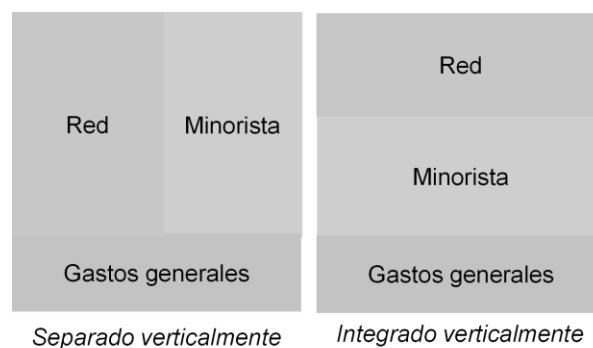 Red
Minorista
Gastos generales
Separado verticalmente
Red
Minorista
Gastos generales
Integrado verticalmente